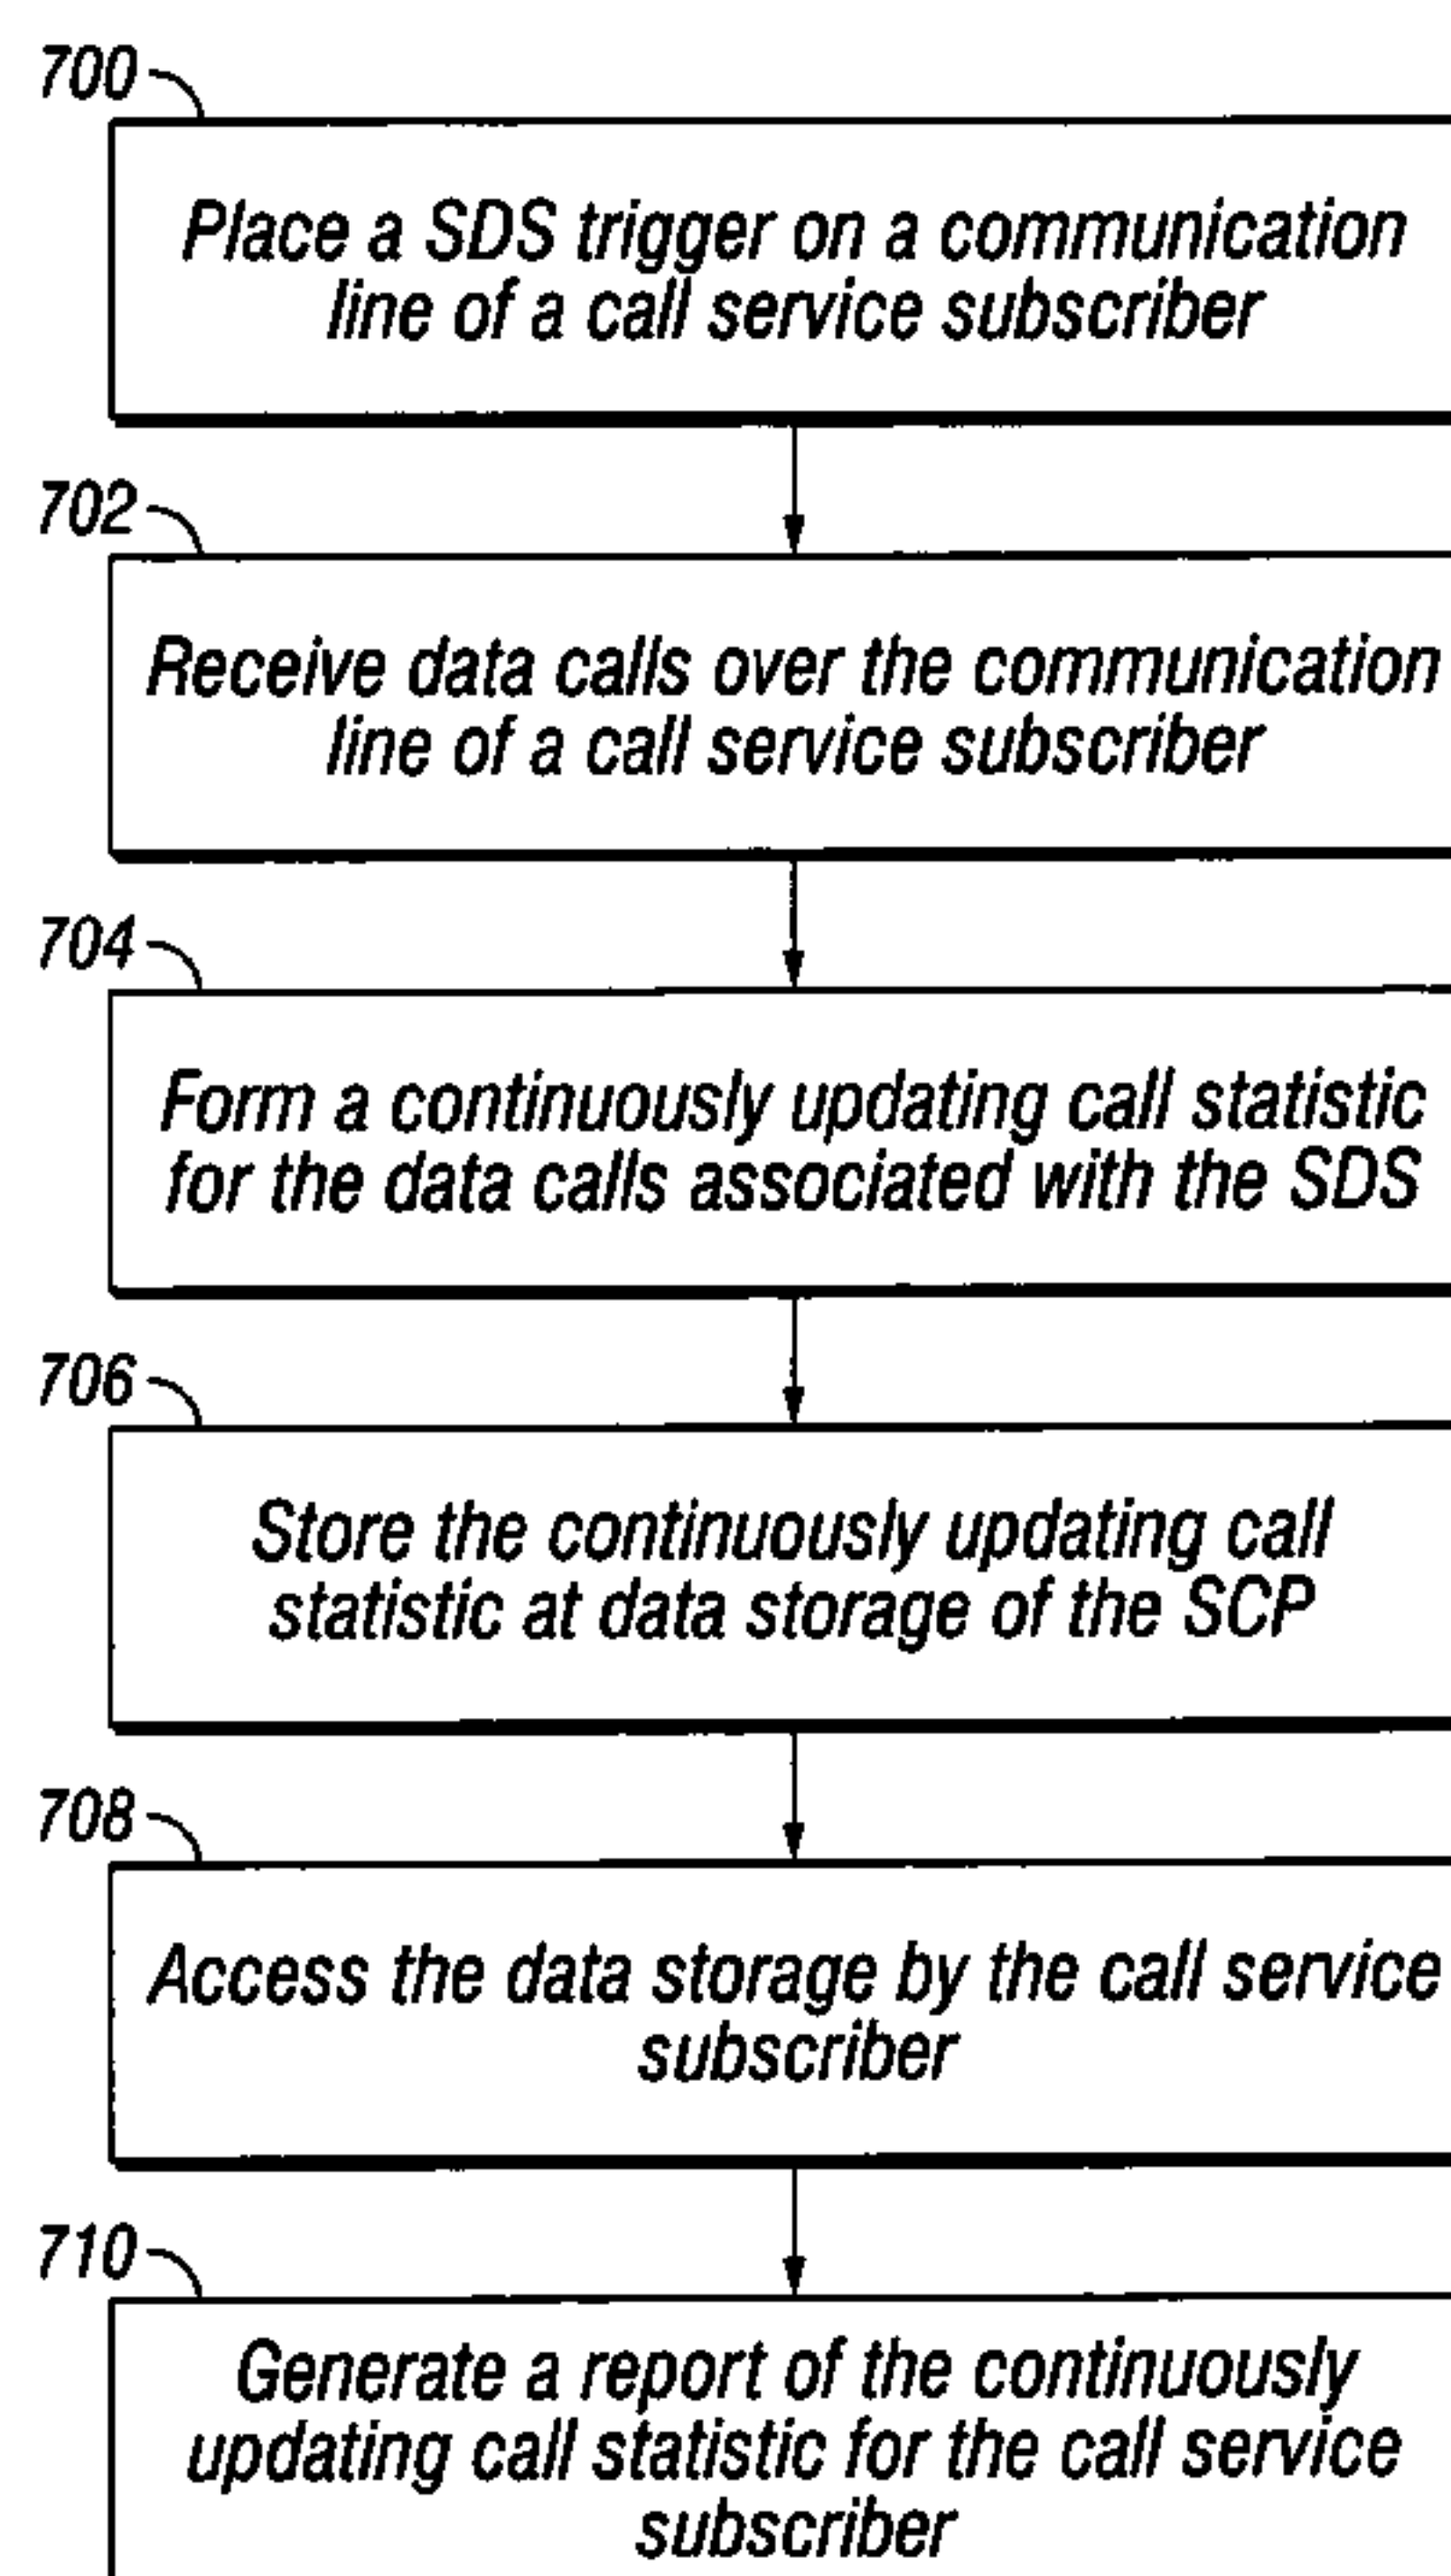 700
Place a SDS trigger on a communication
line of a call service subscriber
702
Receive data calls over the communication
line of a call service subscriber
704
Form a continuously updating call statistic
for the data calls associated with the SDS
706
Store the continuously updating call
statistic at data storage of the SCP
708
Access the data storage by the call service
subscriber
710
Generate a report of the continuously
updating call statistic for the call service
subscriber